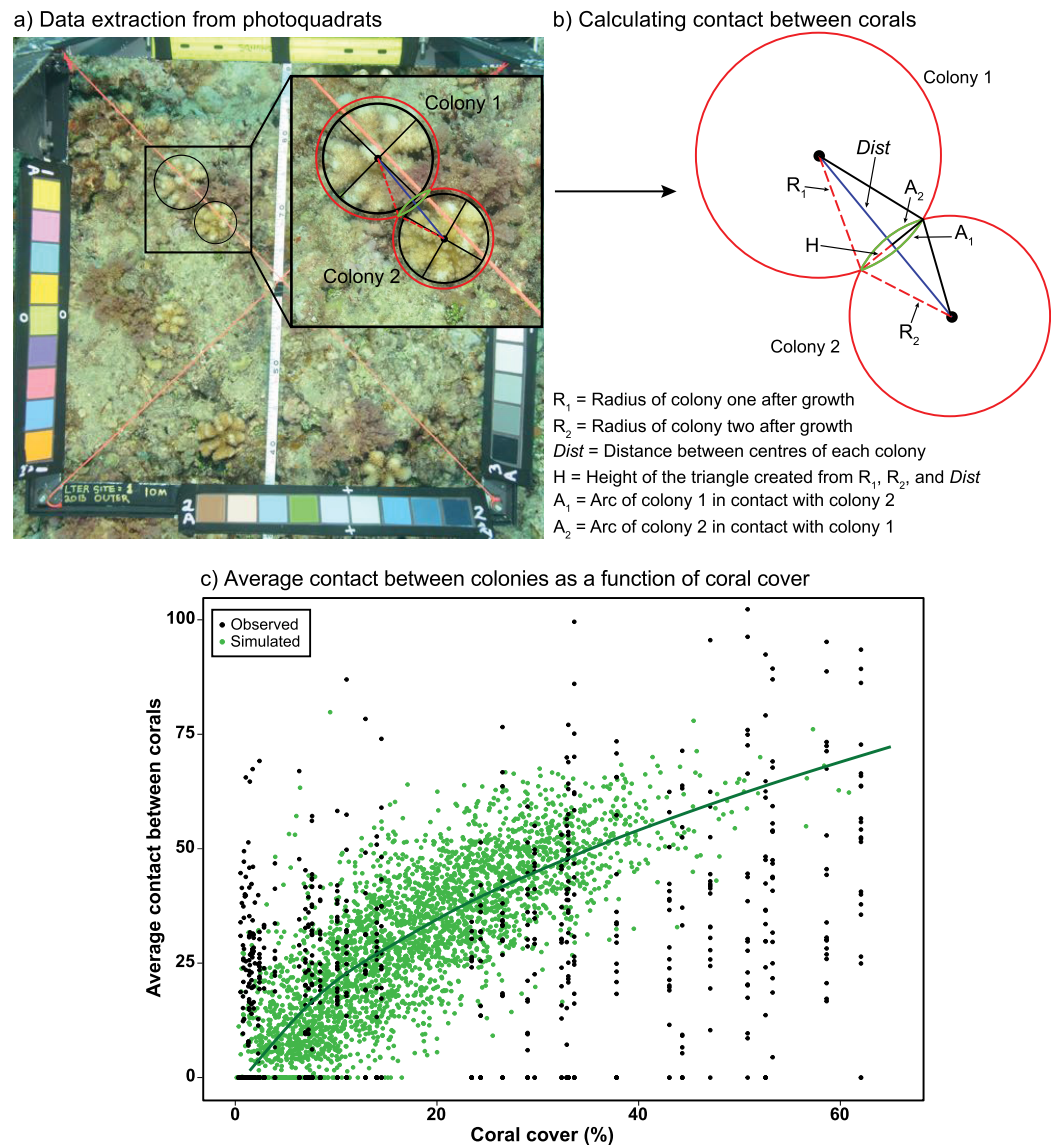 a) Data extraction from photoquadrats
Colony 1
Colony 2
LTER SITE = 1 10M
2013 OUTER
b) Calculating contact between corals
Colony 1
Dist
R₁
A₂
A₁
H
R₂
Colony 2
R₁ = Radius of colony one after growth
R₂ = Radius of colony two after growth
Dist = Distance between centres of each colony
H = Height of the triangle created from R₁, R₂, and Dist
A₁ = Arc of colony 1 in contact with colony 2
A₂ = Arc of colony 2 in contact with colony 1
c) Average contact between colonies as a function of coral cover
Observed
Simulated
100
75
50
25
0
Average contact between corals
0 20 40 60
Coral cover (%)